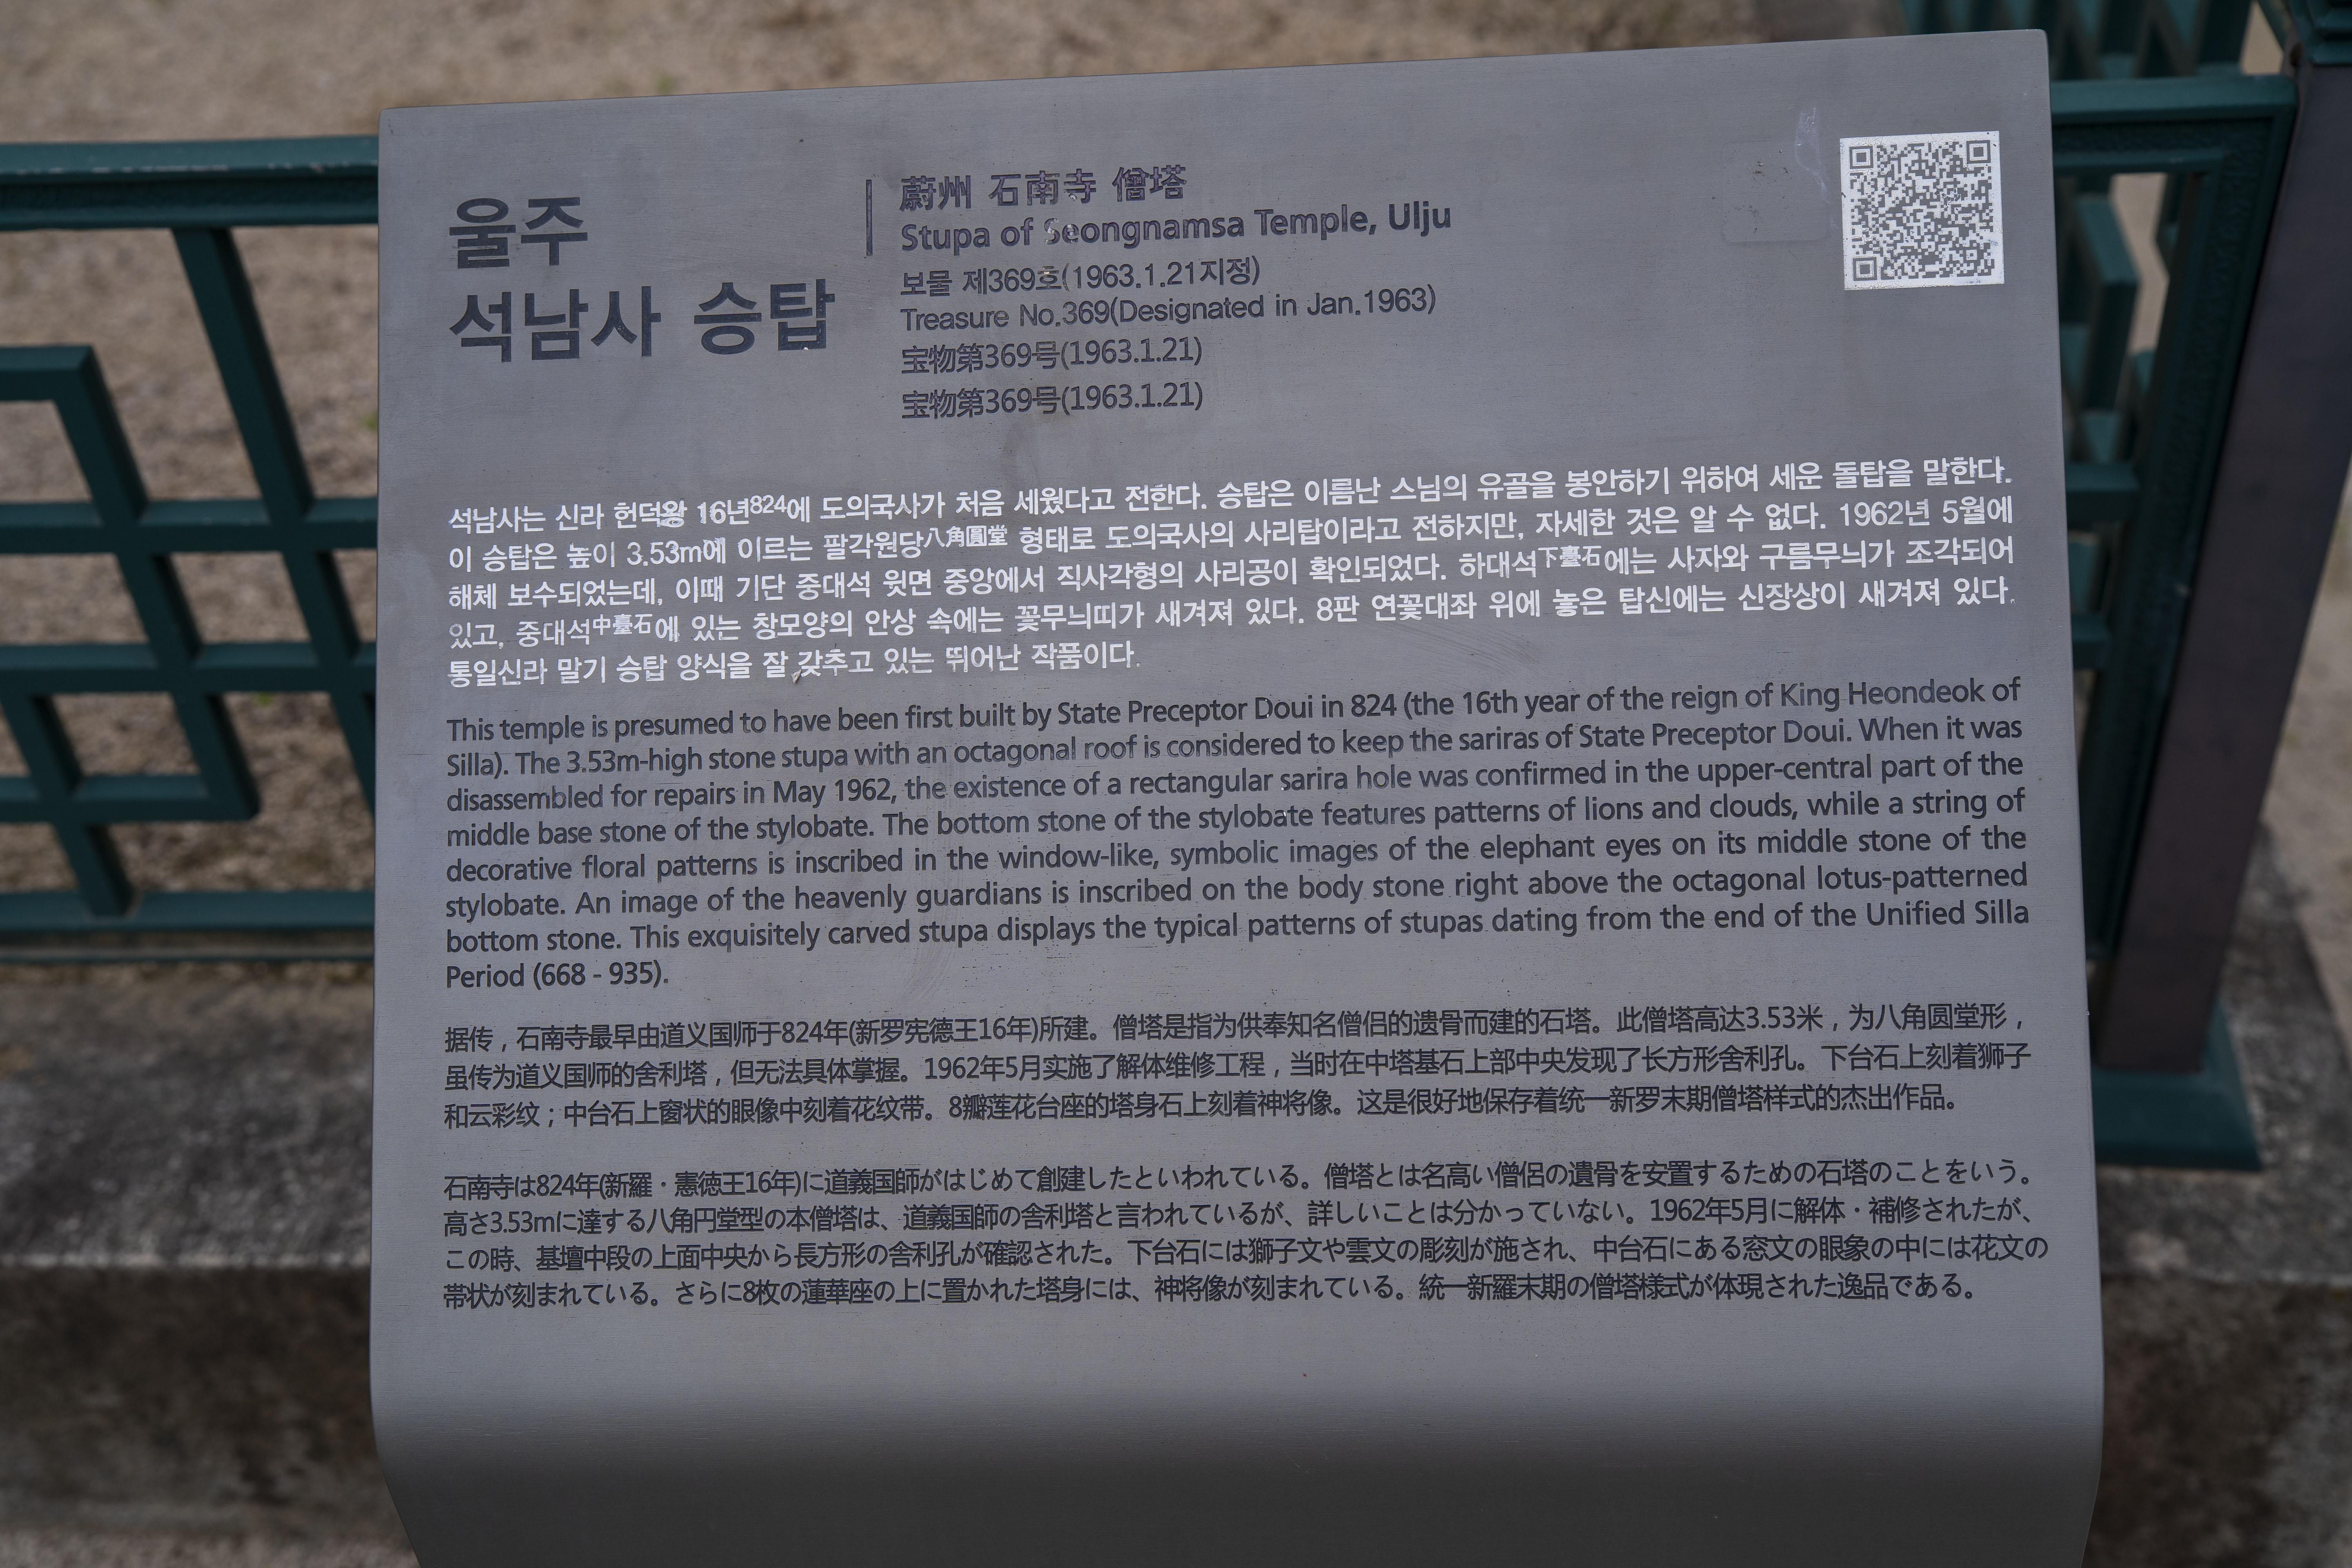 울주
석남사 승탑
蔚州 石南寺 僧塔
Stupa of Seongnamsa Temple, Ulju
보물 제369호(1963.1.21지정)
Treasure No.369(Designated in Jan.1963)
宝物第369号(1963.1.21)
宝物第369号(1963.1.21)
석남사는 신라 헌덕왕 16년824에 도의국사가 처음 세웠다고 전한다. 승탑은 이름난 스님의 유골을 봉안하기 위하여 세운 돌탑을 말한다.
이 승탑은 높이 3.53m에 이르는 팔각원당八角圓堂 형태로 도의국사의 사리탑이라고 전하지만, 자세한 것은 알 수 없다. 1962년 5월에
해체 보수되었는데, 이때 기단 중대석 윗면 중앙에서 직사각형의 사리공이 확인되었다. 하대석下臺石에는 사자와 구름무늬가 조각되어
있고, 중대석中臺石에 있는 창모양의 안상 속에는 꽃무늬띠가 새겨져 있다. 8판 연꽃대좌 위에 놓은 탑신에는 신장상이 새겨져 있다.
통일신라 말기 승탑 양식을 잘 갖추고 있는 뛰어난 작품이다.
This temple is presumed to have been first built by State Preceptor Doui in 824 (the 16th year of the reign of King Heondeok of
Silla). The 3.53m-high stone stupa with an octagonal roof is considered to keep the sariras of State Preceptor Doui. When it was
disassembled for repairs in May 1962, the existence of a rectangular sarira hole was confirmed in the upper-central part of the
middle base stone of the stylobate. The bottom stone of the stylobate features patterns of lions and clouds, while a string of
decorative floral patterns is inscribed in the window-like, symbolic images of the elephant eyes on its middle stone of the
stylobate. An image of the heavenly guardians is inscribed on the body stone right above the octagonal lotus-patterned
bottom stone. This exquisitely carved stupa displays the typical patterns of stupas dating from the end of the Unified Silla
Period (668 - 935).
据传，石南寺最早由道义国师于824年(新罗宪德王16年)所建。僧塔是指为供奉知名僧侣的遗骨而建的石塔。此僧塔高达3.53米，为八角圆堂形，
虽传为道义国师的舍利塔，但无法具体掌握。1962年5月实施了解体维修工程，当时在中塔基石上部中央发现了长方形舍利孔。下台石上刻着狮子
和云彩纹；中台石上窗状的眼像中刻着花纹带。8瓣莲花台座的塔身石上刻着神将像。这是很好地保存着统一新罗末期僧塔样式的杰出作品。
石南寺は824年(新羅・憲徳王16年)に道義国師がはじめて創建したといわれている。僧塔とは名高い僧侶の遺骨を安置するための石塔のことをいう。
高さ3.53mに達する八角円堂型の本僧塔は、道義国師の舎利塔と言われているが、詳しいことは分かっていない。1962年5月に解体・補修されたが、
この時、基壇中段の上面中央から長方形の舎利孔が確認された。下台石には獅子文や雲文の彫刻が施され、中台石にある窓文の眼象の中には花文の
帯状が刻まれている。さらに8枚の蓮華座の上に置かれた塔身には、神将像が刻まれている。統一新羅末期の僧塔様式が体現された逸品である。